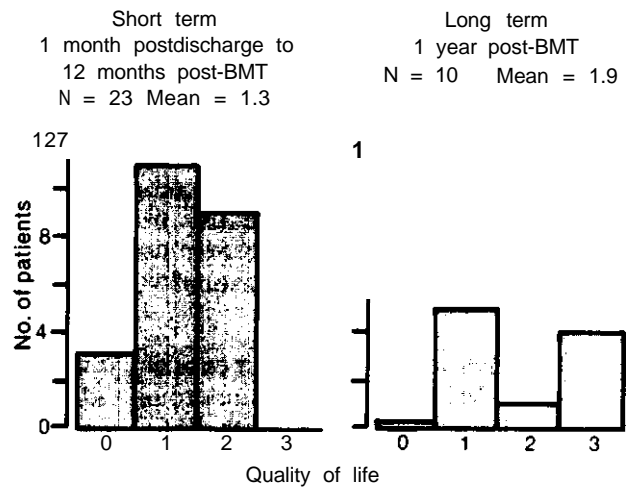 Short term
1 month postdischarge to
12 months post-BMT
N = 23 Mean = 1.3
Long term
1 year post-BMT
N = 10 Mean = 1.9
127
1
No. of patients
8
4
0
0 1 2 3
0 1 2 3
Quality of life